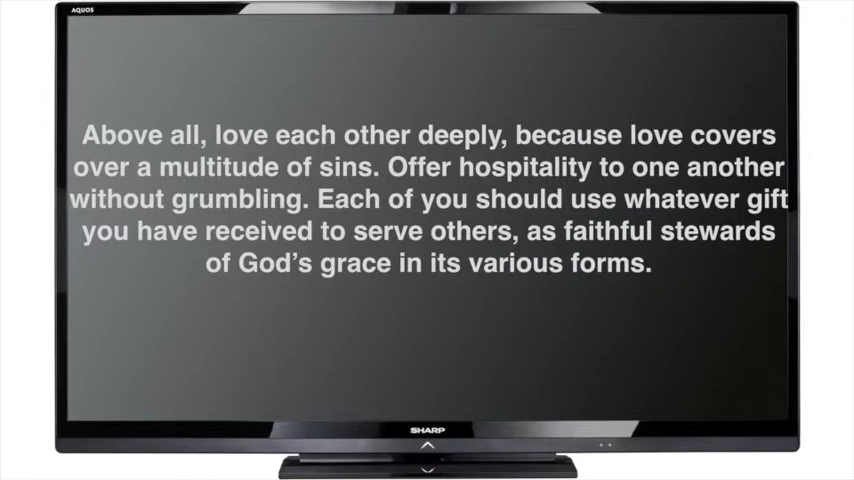 AQUOS
Above all, love each other deeply, because love covers
over a multitude of sins. Offer hospitality to one another
without grumbling. Each of you should use whatever gift
you have received to serve others, as faithful stewards
of God’s grace in its various forms.
SHARP